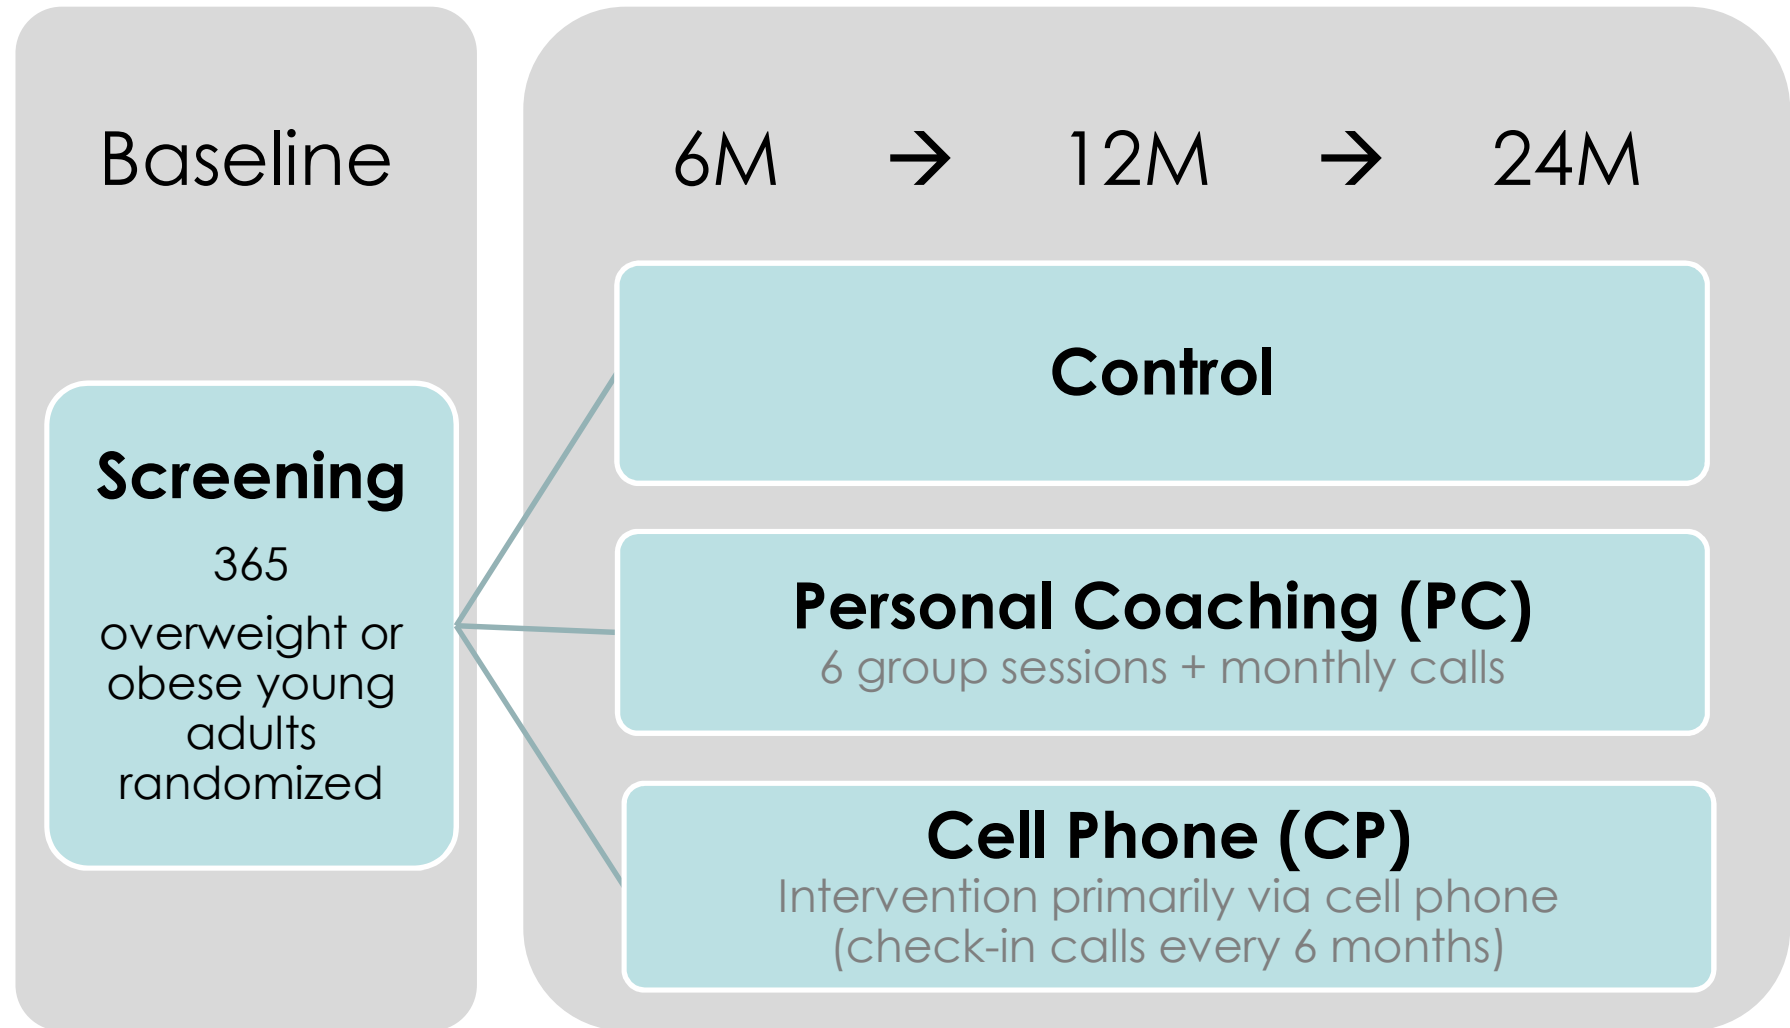 Baseline
6M → 12M → 24M
Screening
365
overweight or
obese young
adults
randomized
Control
Personal Coaching (PC)
6 group sessions + monthly calls
Cell Phone (CP)
Intervention primarily via cell phone
(check-in calls every 6 months)